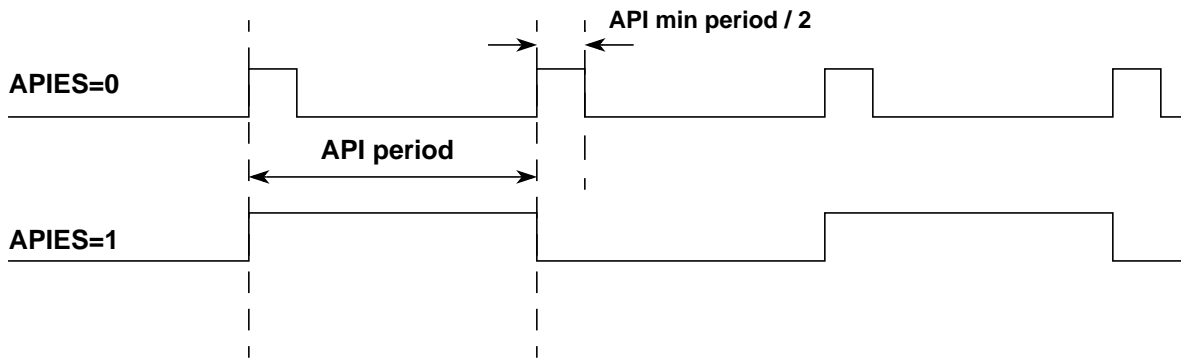 API min period / 2
APIES=0
API period
APIES=1